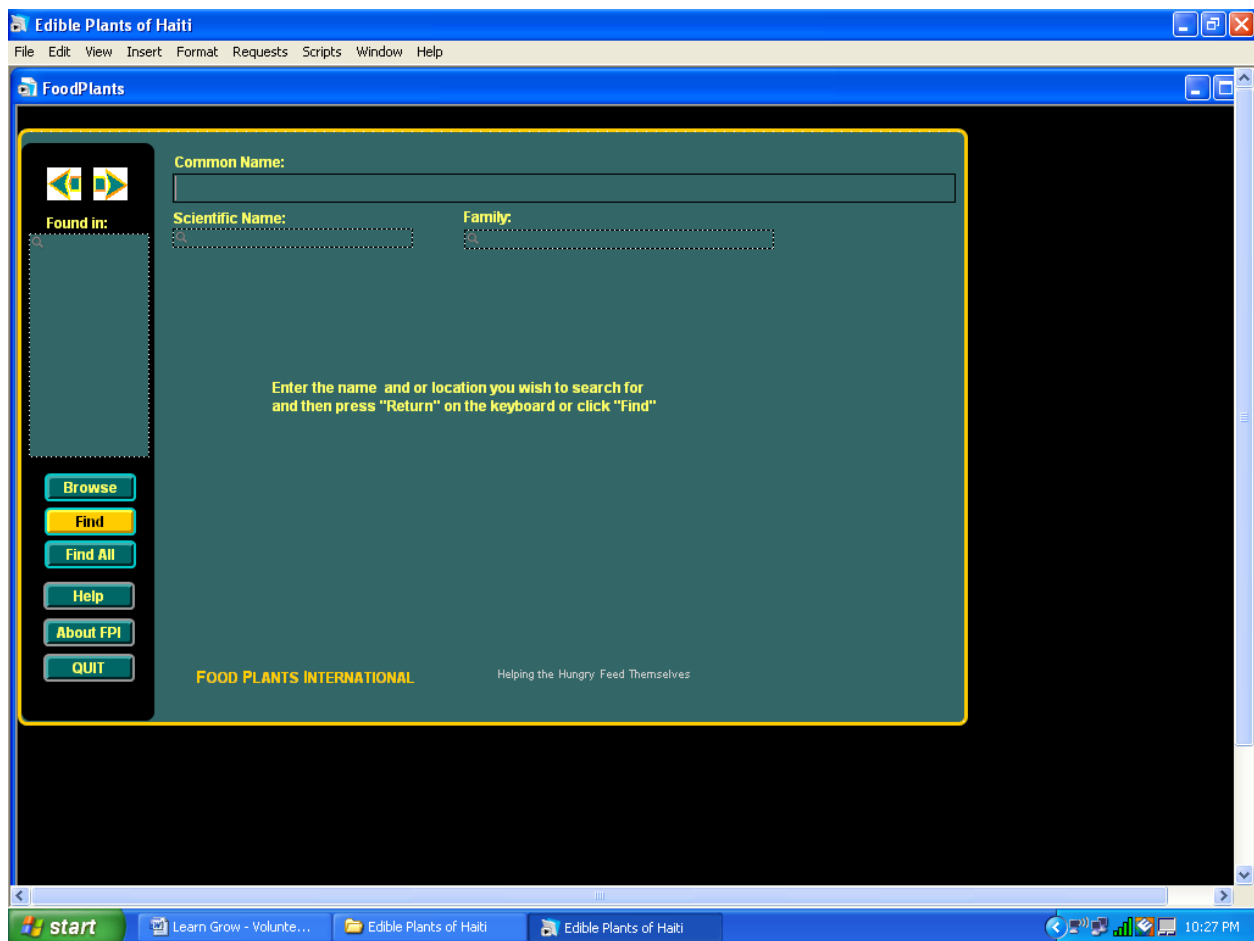 Edible Plants of Haiti
File Edit View Insert Format Requests Scripts Window Help
FoodPlants
Common Name:
Found in:
Scientific Name: Family:
Enter the name and or location you wish to search for
and then press "Return" on the keyboard or click "Find"
Browse
Find
Find All
Help
About FPI
QUIT
FOOD PLANTS INTERNATIONAL Helping the Hungry Feed Themselves
start Learn Grow - Volunte... Edible Plants of Haiti Edible Plants of Haiti 10:27 PM